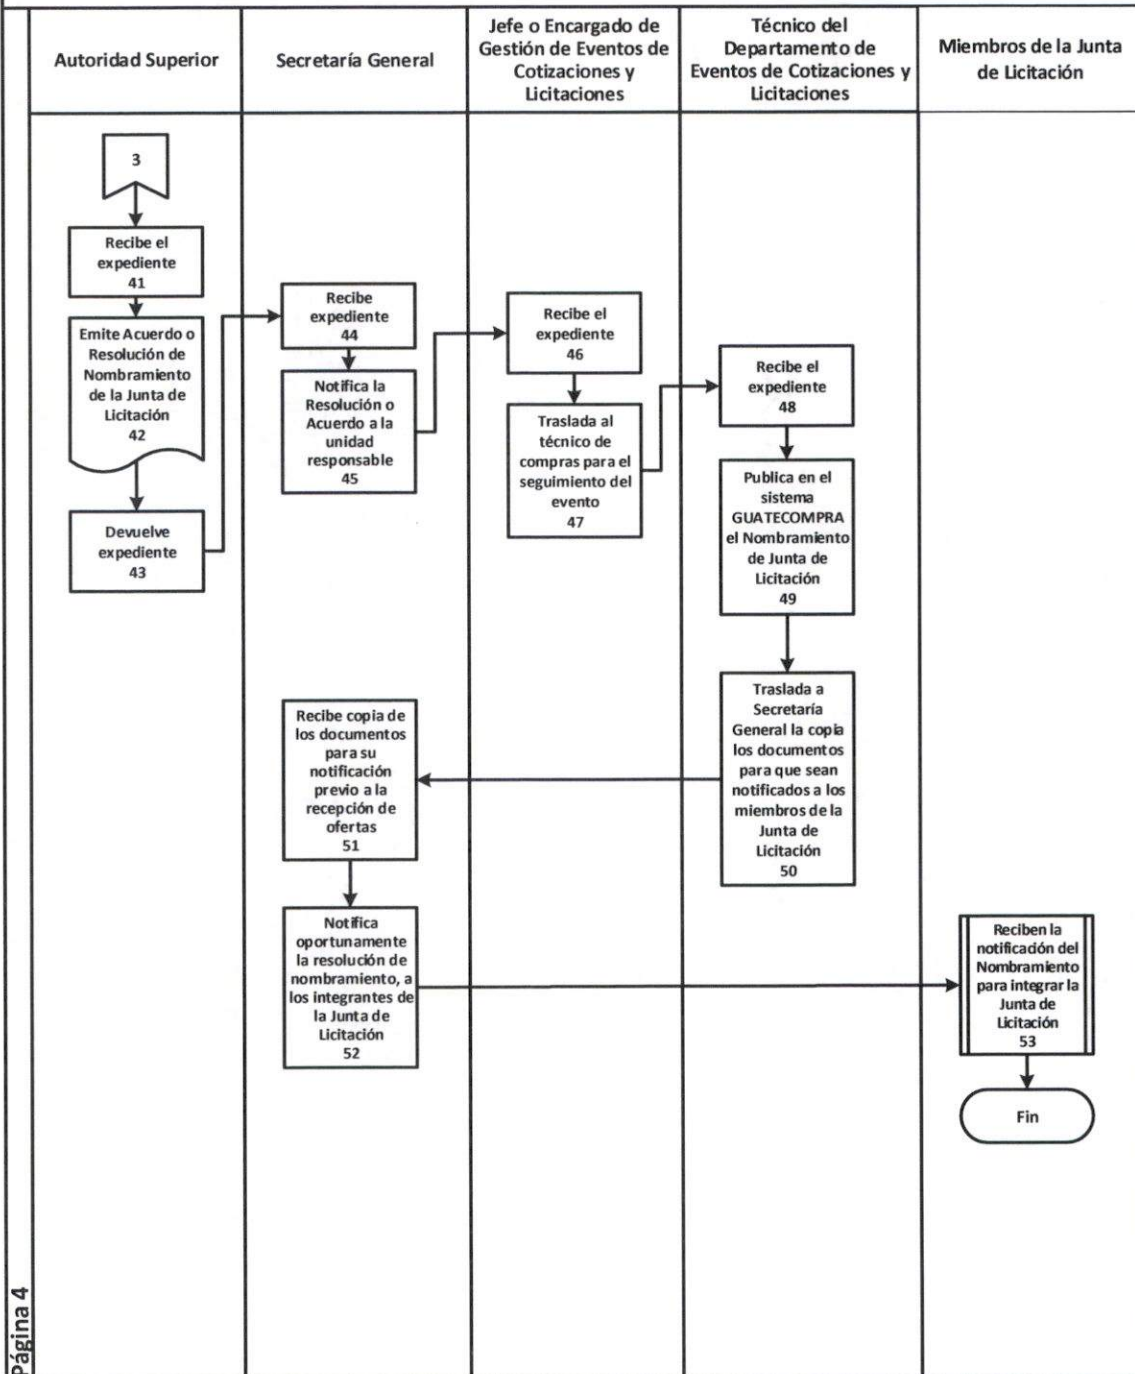 Autoridad Superior
Secretaría General
Jefe o Encargado de
Gestión de Eventos de
Cotizaciones y
Licitaciones
Técnico del
Departamento de
Eventos de Cotizaciones y
Licitaciones
Miembros de la Junta
de Licitación
3
Recibe el
expediente
41
Emite Acuerdo o
Resolución de
Nombramiento
de la Junta de
Licitación
42
Devuelve
expediente
43
Recibe
expediente
44
Notifica la
Resolución o
Acuerdo a la
unidad
responsable
45
Recibe el
expediente
46
Traslada al
técnico de
compras para el
seguimiento del
evento
47
Recibe el
expediente
48
Publica en el
sistema
GUATECOMPRA
el Nombramiento
de Junta de
Licitación
49
Traslada a
Secretaría
General la copia
los documentos
para que sean
notificados a los
miembros de la
Junta de
Licitación
50
Recibe copia de
los documentos
para su
notificación
previo a la
recepción de
ofertas
51
Notifica
oportunamente
la resolución de
nombramiento, a
los integrantes de
la Junta de
Licitación
52
Reciben la
notificación del
Nombramiento
para integrar la
Junta de
Licitación
53
Fin
Página 4